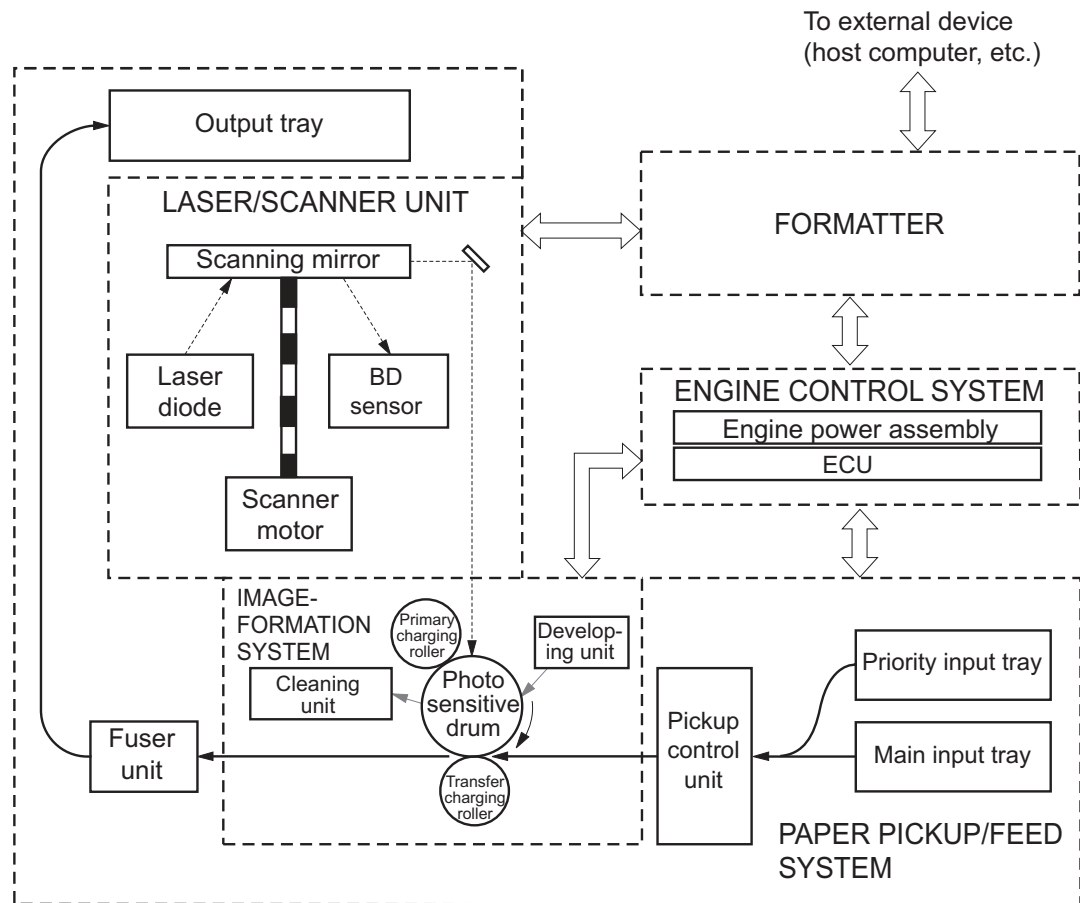 To external device
(host computer, etc.)
Output tray
LASER/SCANNER UNIT
FORMATTER
Scanning mirror
Laser
diode
BD
sensor
ENGINE CONTROL SYSTEM
Engine power assembly
ECU
Scanner
motor
IMAGE-
FORMATION
SYSTEM
Primary
charging
roller
Develop-
ing unit
Cleaning
unit
Photo
sensitive
drum
Priority input tray
Pickup
control
unit
Main input tray
Fuser
unit
Transfer
charging
roller
PAPER PICKUP/FEED
SYSTEM